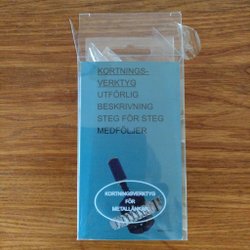 KORTNINGS-
VERKTYG
UTFÖRLIG
BESKRIVNING
STEG FÖR STEG
MEDFÖLJER
KORTNINGSVERKTYG
FÖR
METALLÄNKAR